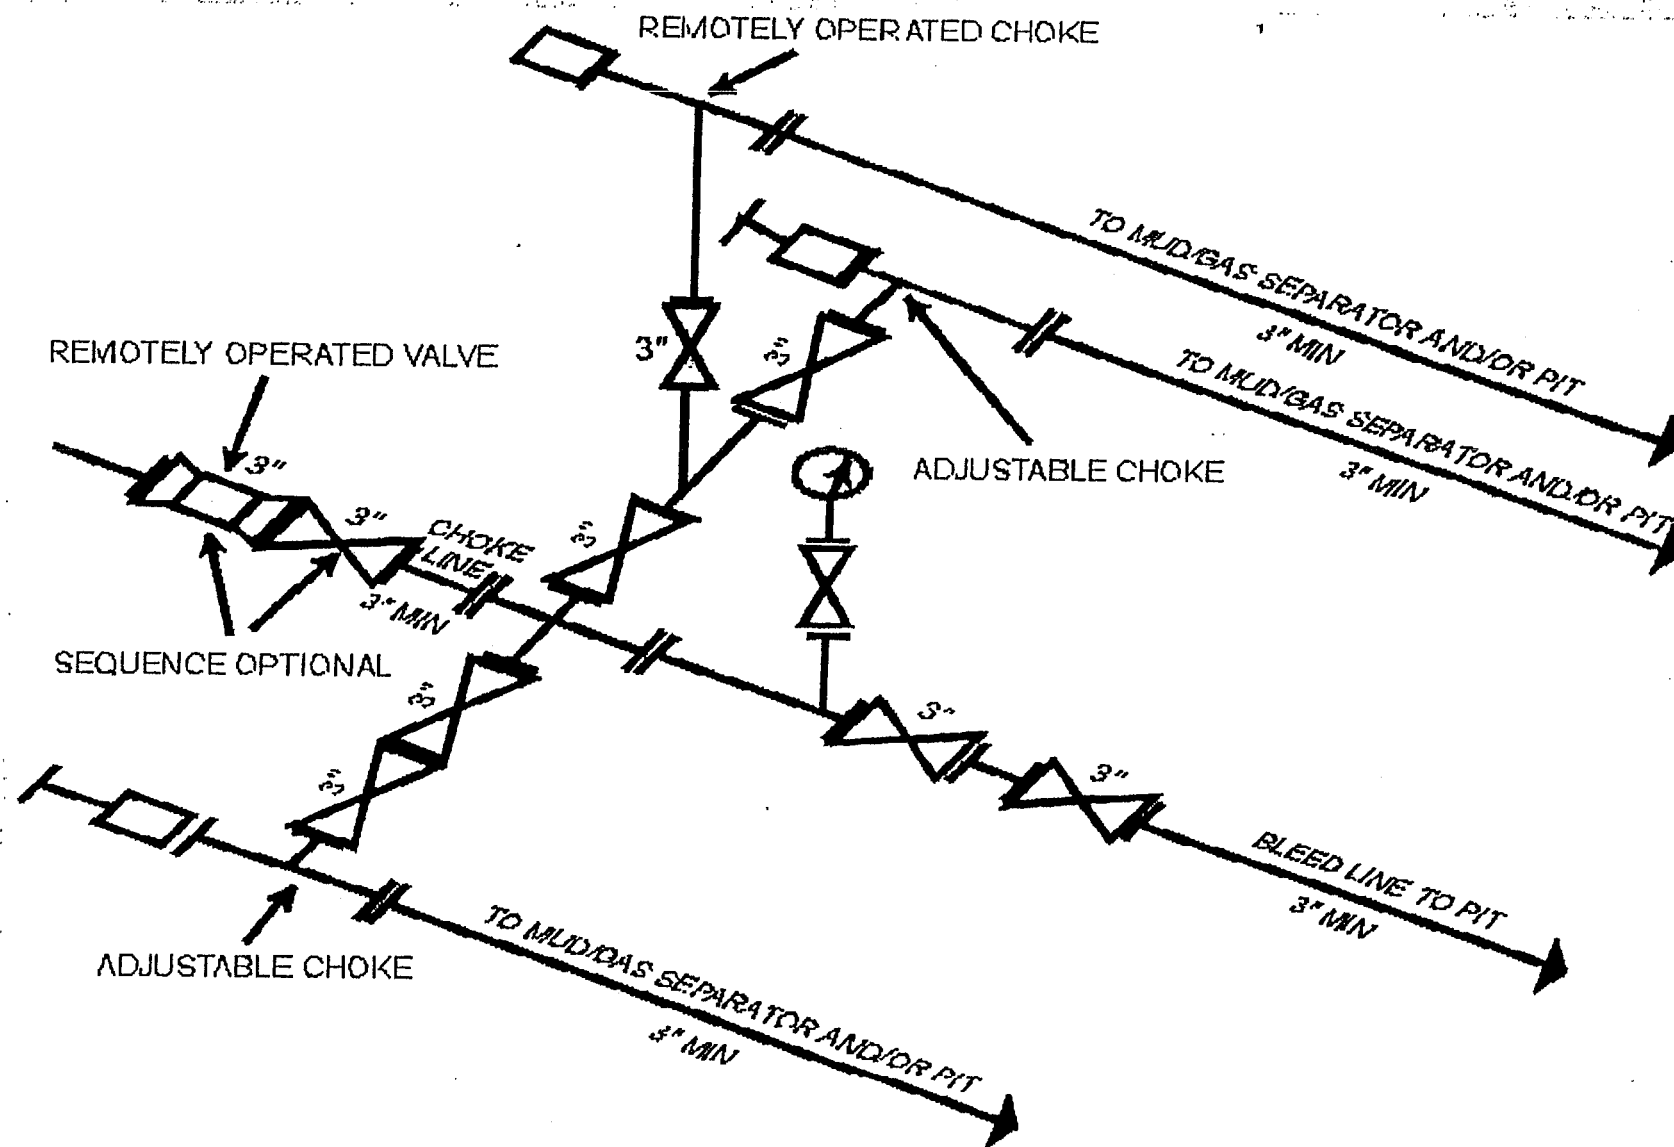 REMOTELY OPERATED CHOKE
TO MUD/GAS SEPARATOR AND/OR PIT
3" MIN
REMOTELY OPERATED VALVE
3"
3"
TO MUD/GAS SEPARATOR AND/OR PIT
3" MIN
ADJUSTABLE CHOKE
3"
3"
CHOKE
LINE
3"
3" MIN
SEQUENCE OPTIONAL
3"
3"
3"
3"
BLEED LINE TO PIT
3" MIN
ADJUSTABLE CHOKE
TO MUD/GAS SEPARATOR AND/OR PIT
3" MIN